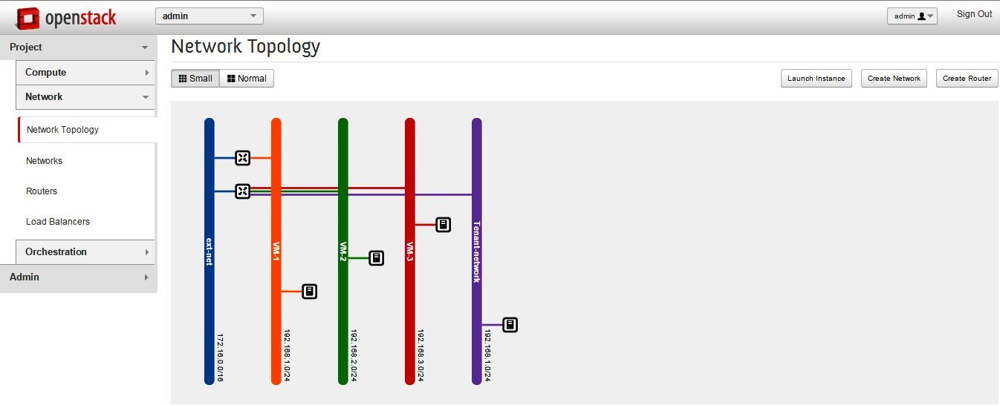 openstack
admin
admin
Sign Out
Project
Compute
Network
Network Topology
Networks
Routers
Load Balancers
Orchestration
Admin
Network Topology
Small
Normal
Launch Instance
Create Network
Create Router
ext-net
172.16.0.0/16
VM-1
192.168.1.0/24
VM-2
192.168.2.0/24
VM-3
192.168.3.0/24
Tenant-network
192.168.1.0/24